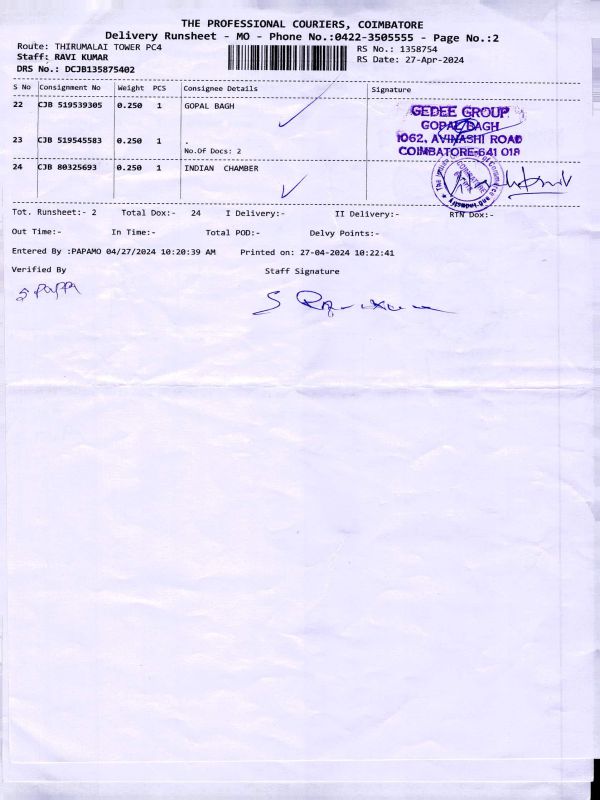 THE PROFESSIONAL COURIERS, COIMBATORE
Delivery Runsheet - MO - Phone No.:0422-3505555 - Page No.:2
Route: THIRUMALAI TOWER PC4
RS No.: 1358754
Staff: RAVI KUMAR
RS Date: 27-Apr-2024
DRS No.: DCJB135875402
S No Consignment No Weight PCS Consignee Details Signature
22 CJB 519539305 0.250 1 GOPAL BAGH
GEDEE GROUP
GOPAL BAGH
1062, AVINASHI ROAD
COIMBATORE-641 018
23 CJB 519545583 0.250 1 .
No.Of Docs: 2
24 CJB 80325693 0.250 1 INDIAN CHAMBER
Tot. Runsheet:- 2 Total Dox:- 24 I Delivery:- II Delivery:- RTN Dox:-
Out Time:- In Time:- Total POD:- Delvy Points:-
Entered By :PAPAMO 04/27/2024 10:20:39 AM Printed on: 27-04-2024 10:22:41
Verified By Staff Signature